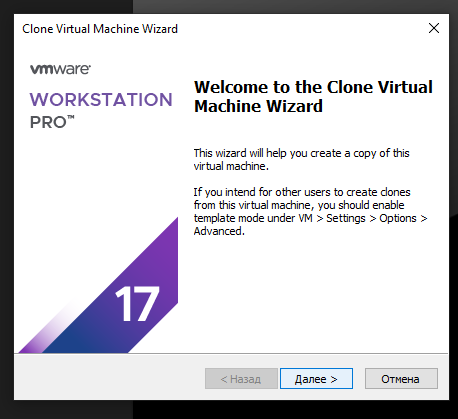 Clone Virtual Machine Wizard
vmware®
WORKSTATION
PRO™
Welcome to the Clone Virtual
Machine Wizard
This wizard will help you create a copy of this
virtual machine.
If you intend for other users to create clones
from this virtual machine, you should enable
template mode under VM > Settings > Options >
Advanced.
17
< Назад
Далее >
Отмена